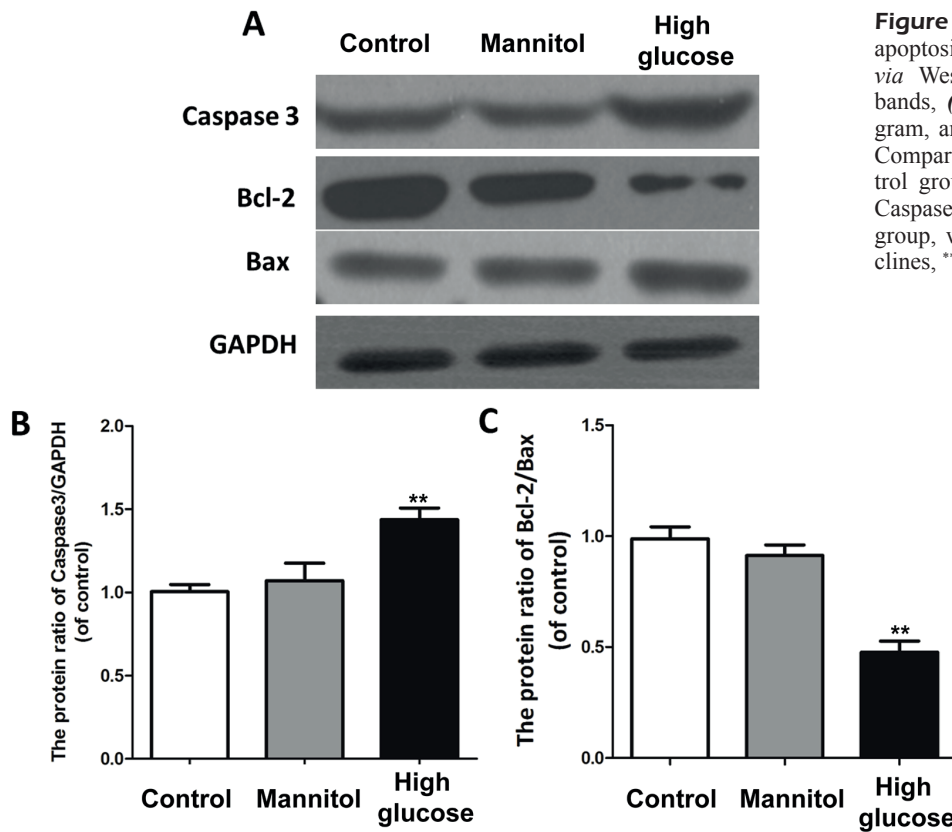 A
Control Mannitol High glucose
Caspase 3
Bcl-2
Bax
GAPDH
Figure
apoptosi
via Wes
bands, (
gram, a
Compar
trol gro
Caspase
group, v
clines, **
B
The protein ratio of Caspase3/GAPDH
(of control)
2.0
1.5
1.0
0.5
0.0
**
Control Mannitol High
glucose
C
The protein ratio of Bcl-2/Bax
(of control)
1.5
1.0
0.5
0.0
**
Control Mannitol High
glucose